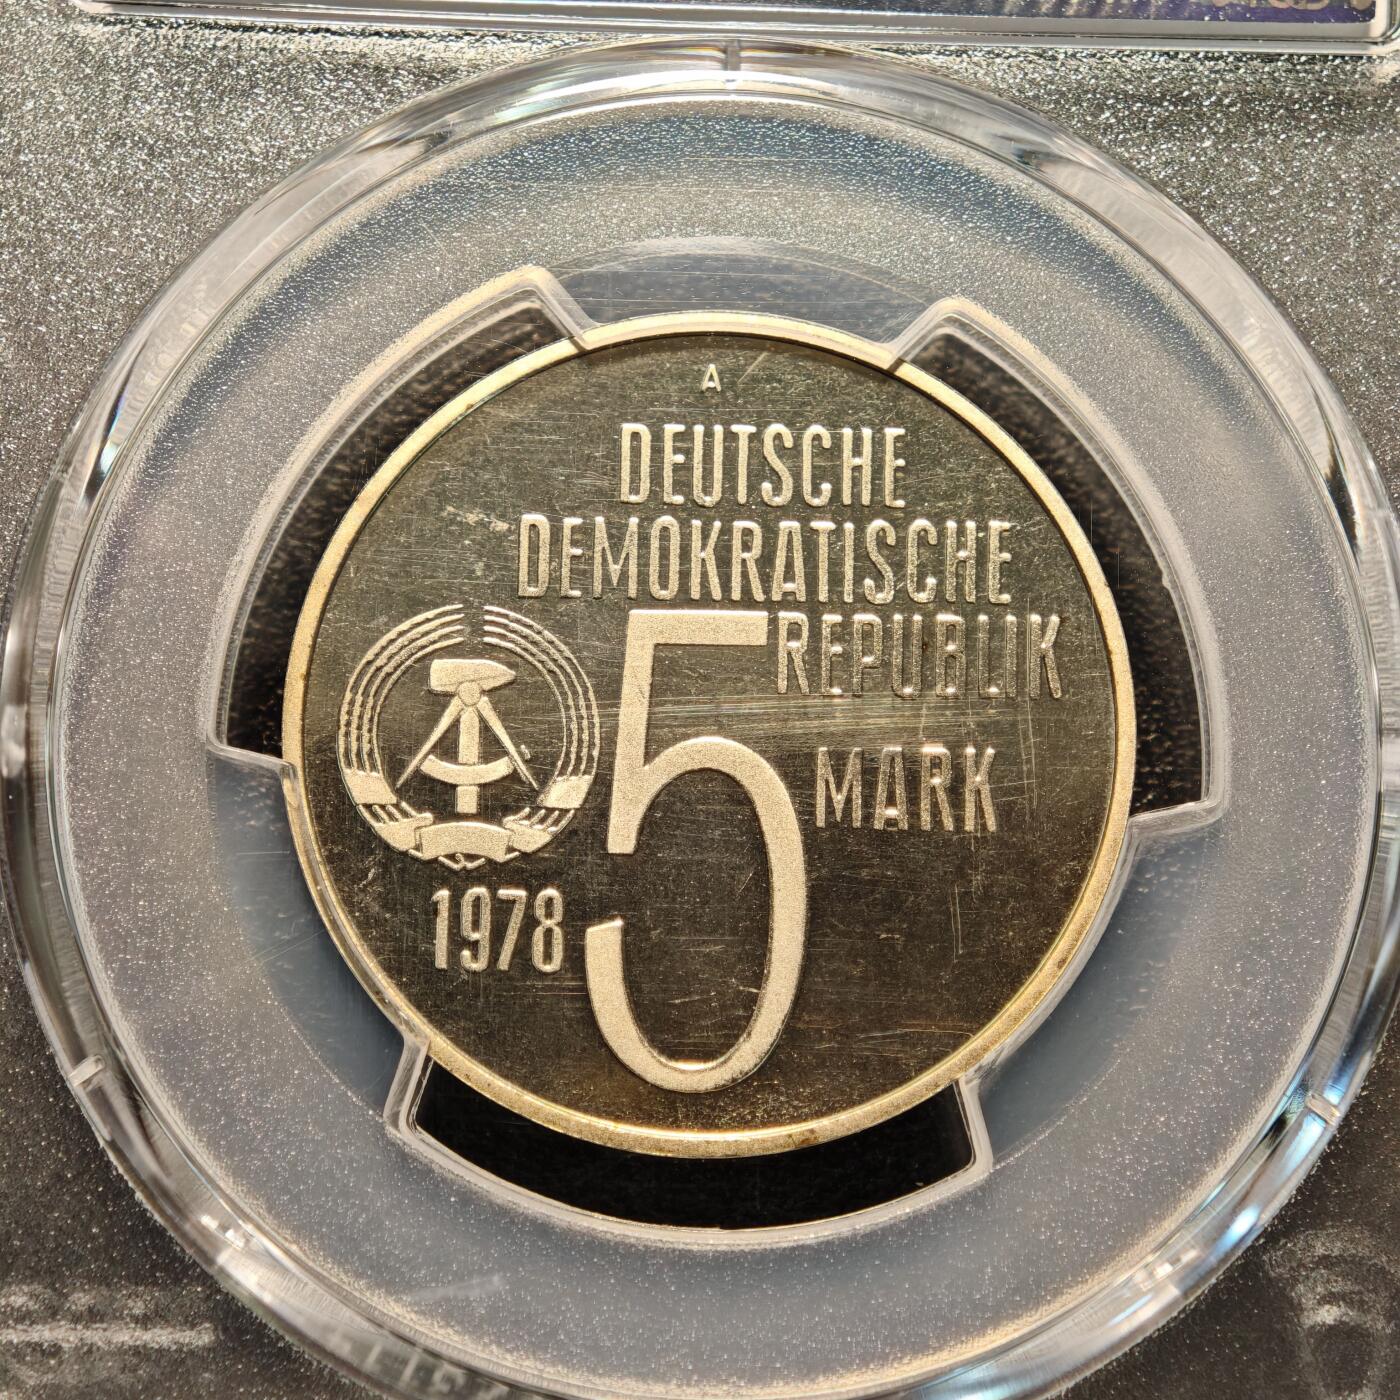 A
DEUTSCHE
DEMOKRATISCHE
REPUBLIK
5 MARK
1978